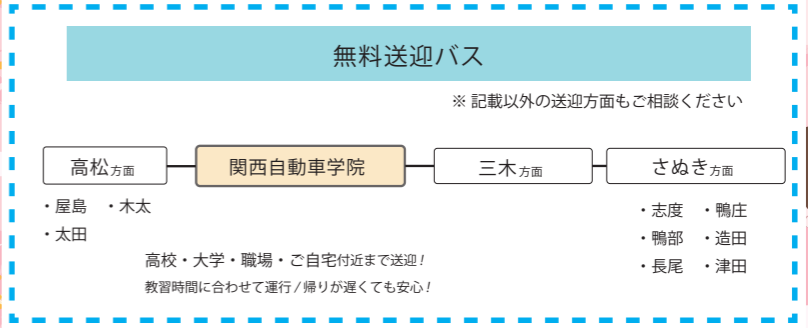 無料送迎バス
※ 記載以外の送迎方面もご相談ください
高松方面
関西自動車学院
三木方面
さぬき方面
・屋島 ・木太
・太田
・志度 ・鴨庄
・鴨部 ・造田
・長尾 ・津田
高校・大学・職場・ご自宅付近まで送迎!
教習時間に合わせて運行/帰りが遅くても安心!